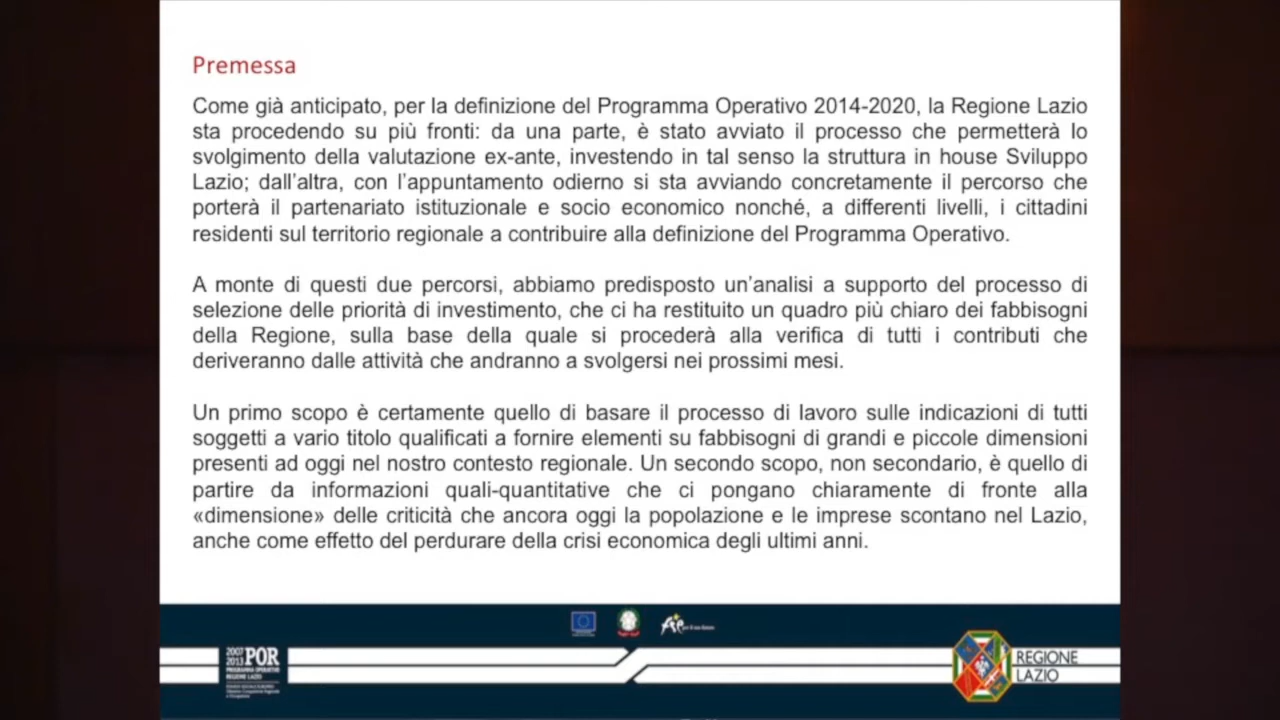 Premessa
Come già anticipato, per la definizione del Programma Operativo 2014-2020, la Regione Lazio
sta procedendo su più fronti: da una parte, è stato avviato il processo che permetterà lo
svolgimento della valutazione ex-ante, investendo in tal senso la struttura in house Sviluppo
Lazio; dall'altra, con l'appuntamento odierno si sta avviando concretamente il percorso che
porterà il partenariato istituzionale e socio economico nonché, a differenti livelli, i cittadini
residenti sul territorio regionale a contribuire alla definizione del Programma Operativo.
A monte di questi due percorsi, abbiamo predisposto un'analisi a supporto del processo di
selezione delle priorità di investimento, che ci ha restituito un quadro più chiaro dei fabbisogni
della Regione, sulla base della quale si procederà alla verifica di tutti i contributi che
deriveranno dalle attività che andranno a svolgersi nei prossimi mesi.
Un primo scopo è certamente quello di basare il processo di lavoro sulle indicazioni di tutti
soggetti a vario titolo qualificati a fornire elementi su fabbisogni di grandi e piccole dimensioni
presenti ad oggi nel nostro contesto regionale. Un secondo scopo, non secondario, è quello di
partire da informazioni quali-quantitative che ci pongano chiaramente di fronte alla
«dimensione» delle criticità che ancora oggi la popolazione e le imprese scontano nel Lazio,
anche come effetto del perdurare della crisi economica degli ultimi anni.
2007
2013 POR
PROGRAMMA OPERATIVO
REGIONE LAZIO
REGIONE
LAZIO